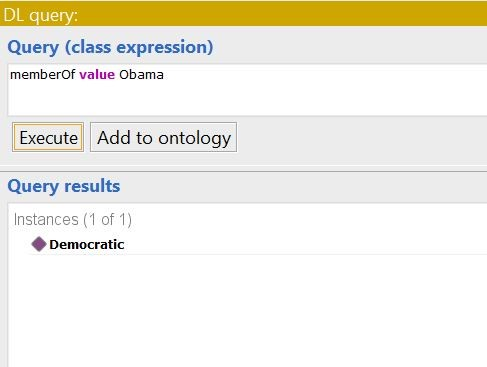 DL query:
Query (class expression)
memberOf value Obama
Execute Add to ontology
Query results
Instances (1 of 1)
Democratic